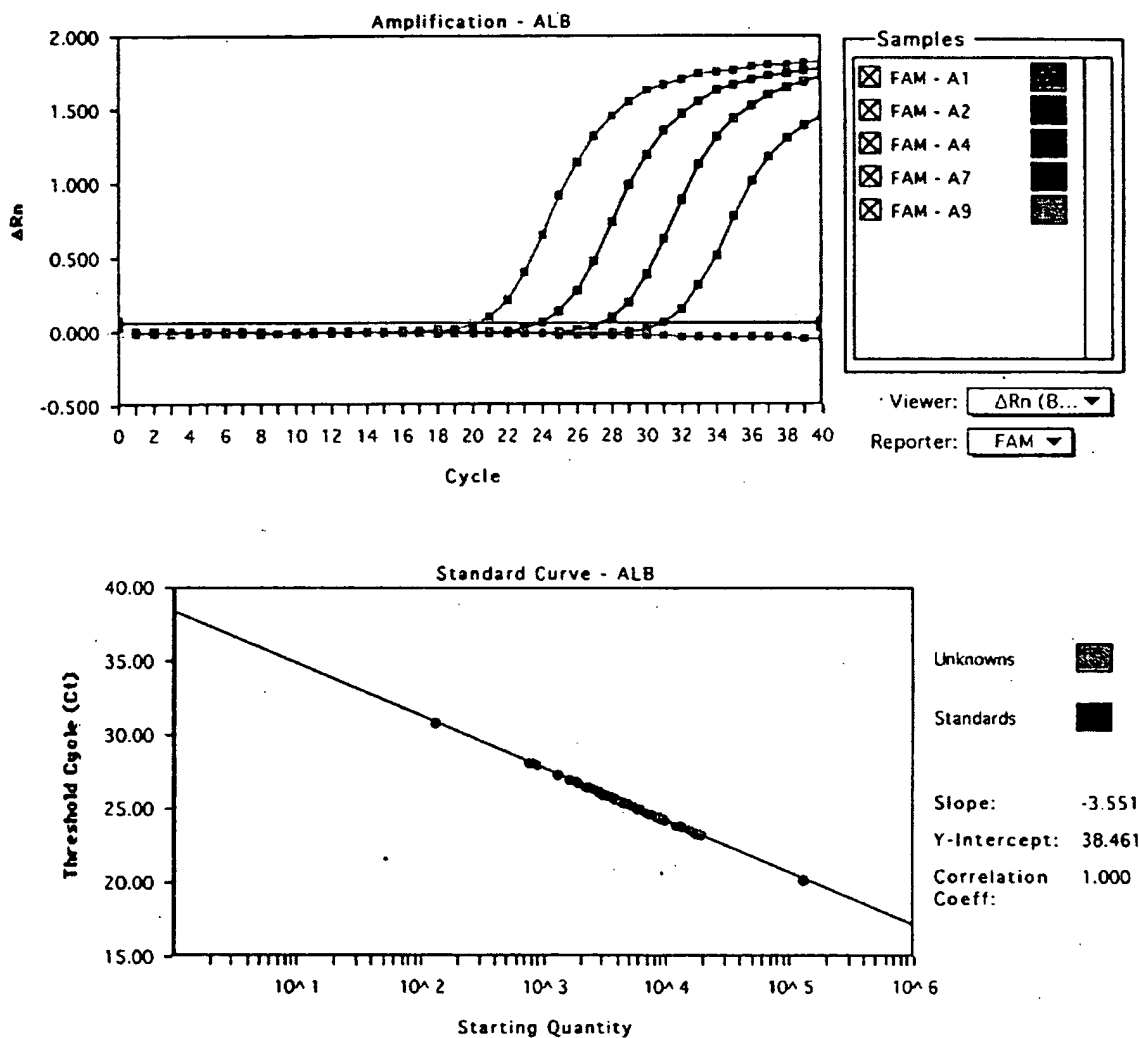 Amplification - ALB
2.000
1.500
1.000
0.500
0.000
-0.500
ΔRn
0 2 4 6 8 10 12 14 16 18 20 22 24 26 28 30 32 34 36 38 40
Cycle
Samples
FAM - A1
FAM - A2
FAM - A4
FAM - A7
FAM - A9
Viewer: ΔRn (B... ▼
Reporter: FAM ▼
Standard Curve - ALB
40.00
35.00
30.00
25.00
20.00
15.00
Threshold Cycle (Ct)
10^1 10^2 10^3 10^4 10^5 10^6
Starting Quantity
Unknowns
Standards
Slope: -3.551
Y-Intercept: 38.461
Correlation 1.000
Coeff: